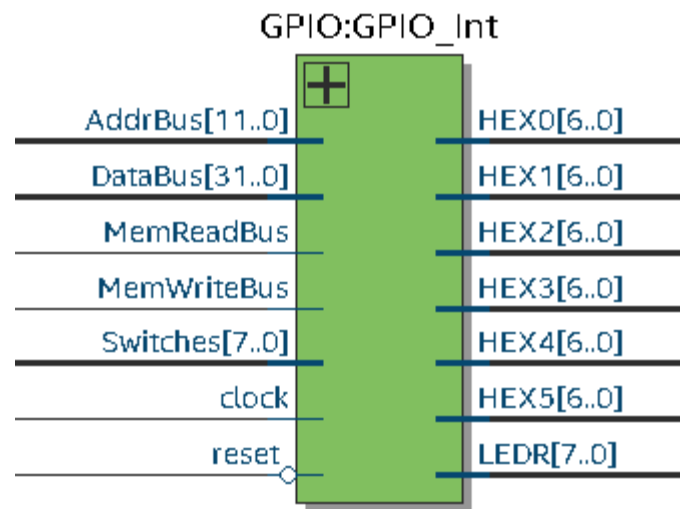 GPIO:GPIO_Int
AddrBus[11..0]
DataBus[31..0]
MemReadBus
MemWriteBus
Switches[7..0]
clock
reset
HEX0[6..0]
HEX1[6..0]
HEX2[6..0]
HEX3[6..0]
HEX4[6..0]
HEX5[6..0]
LEDR[7..0]